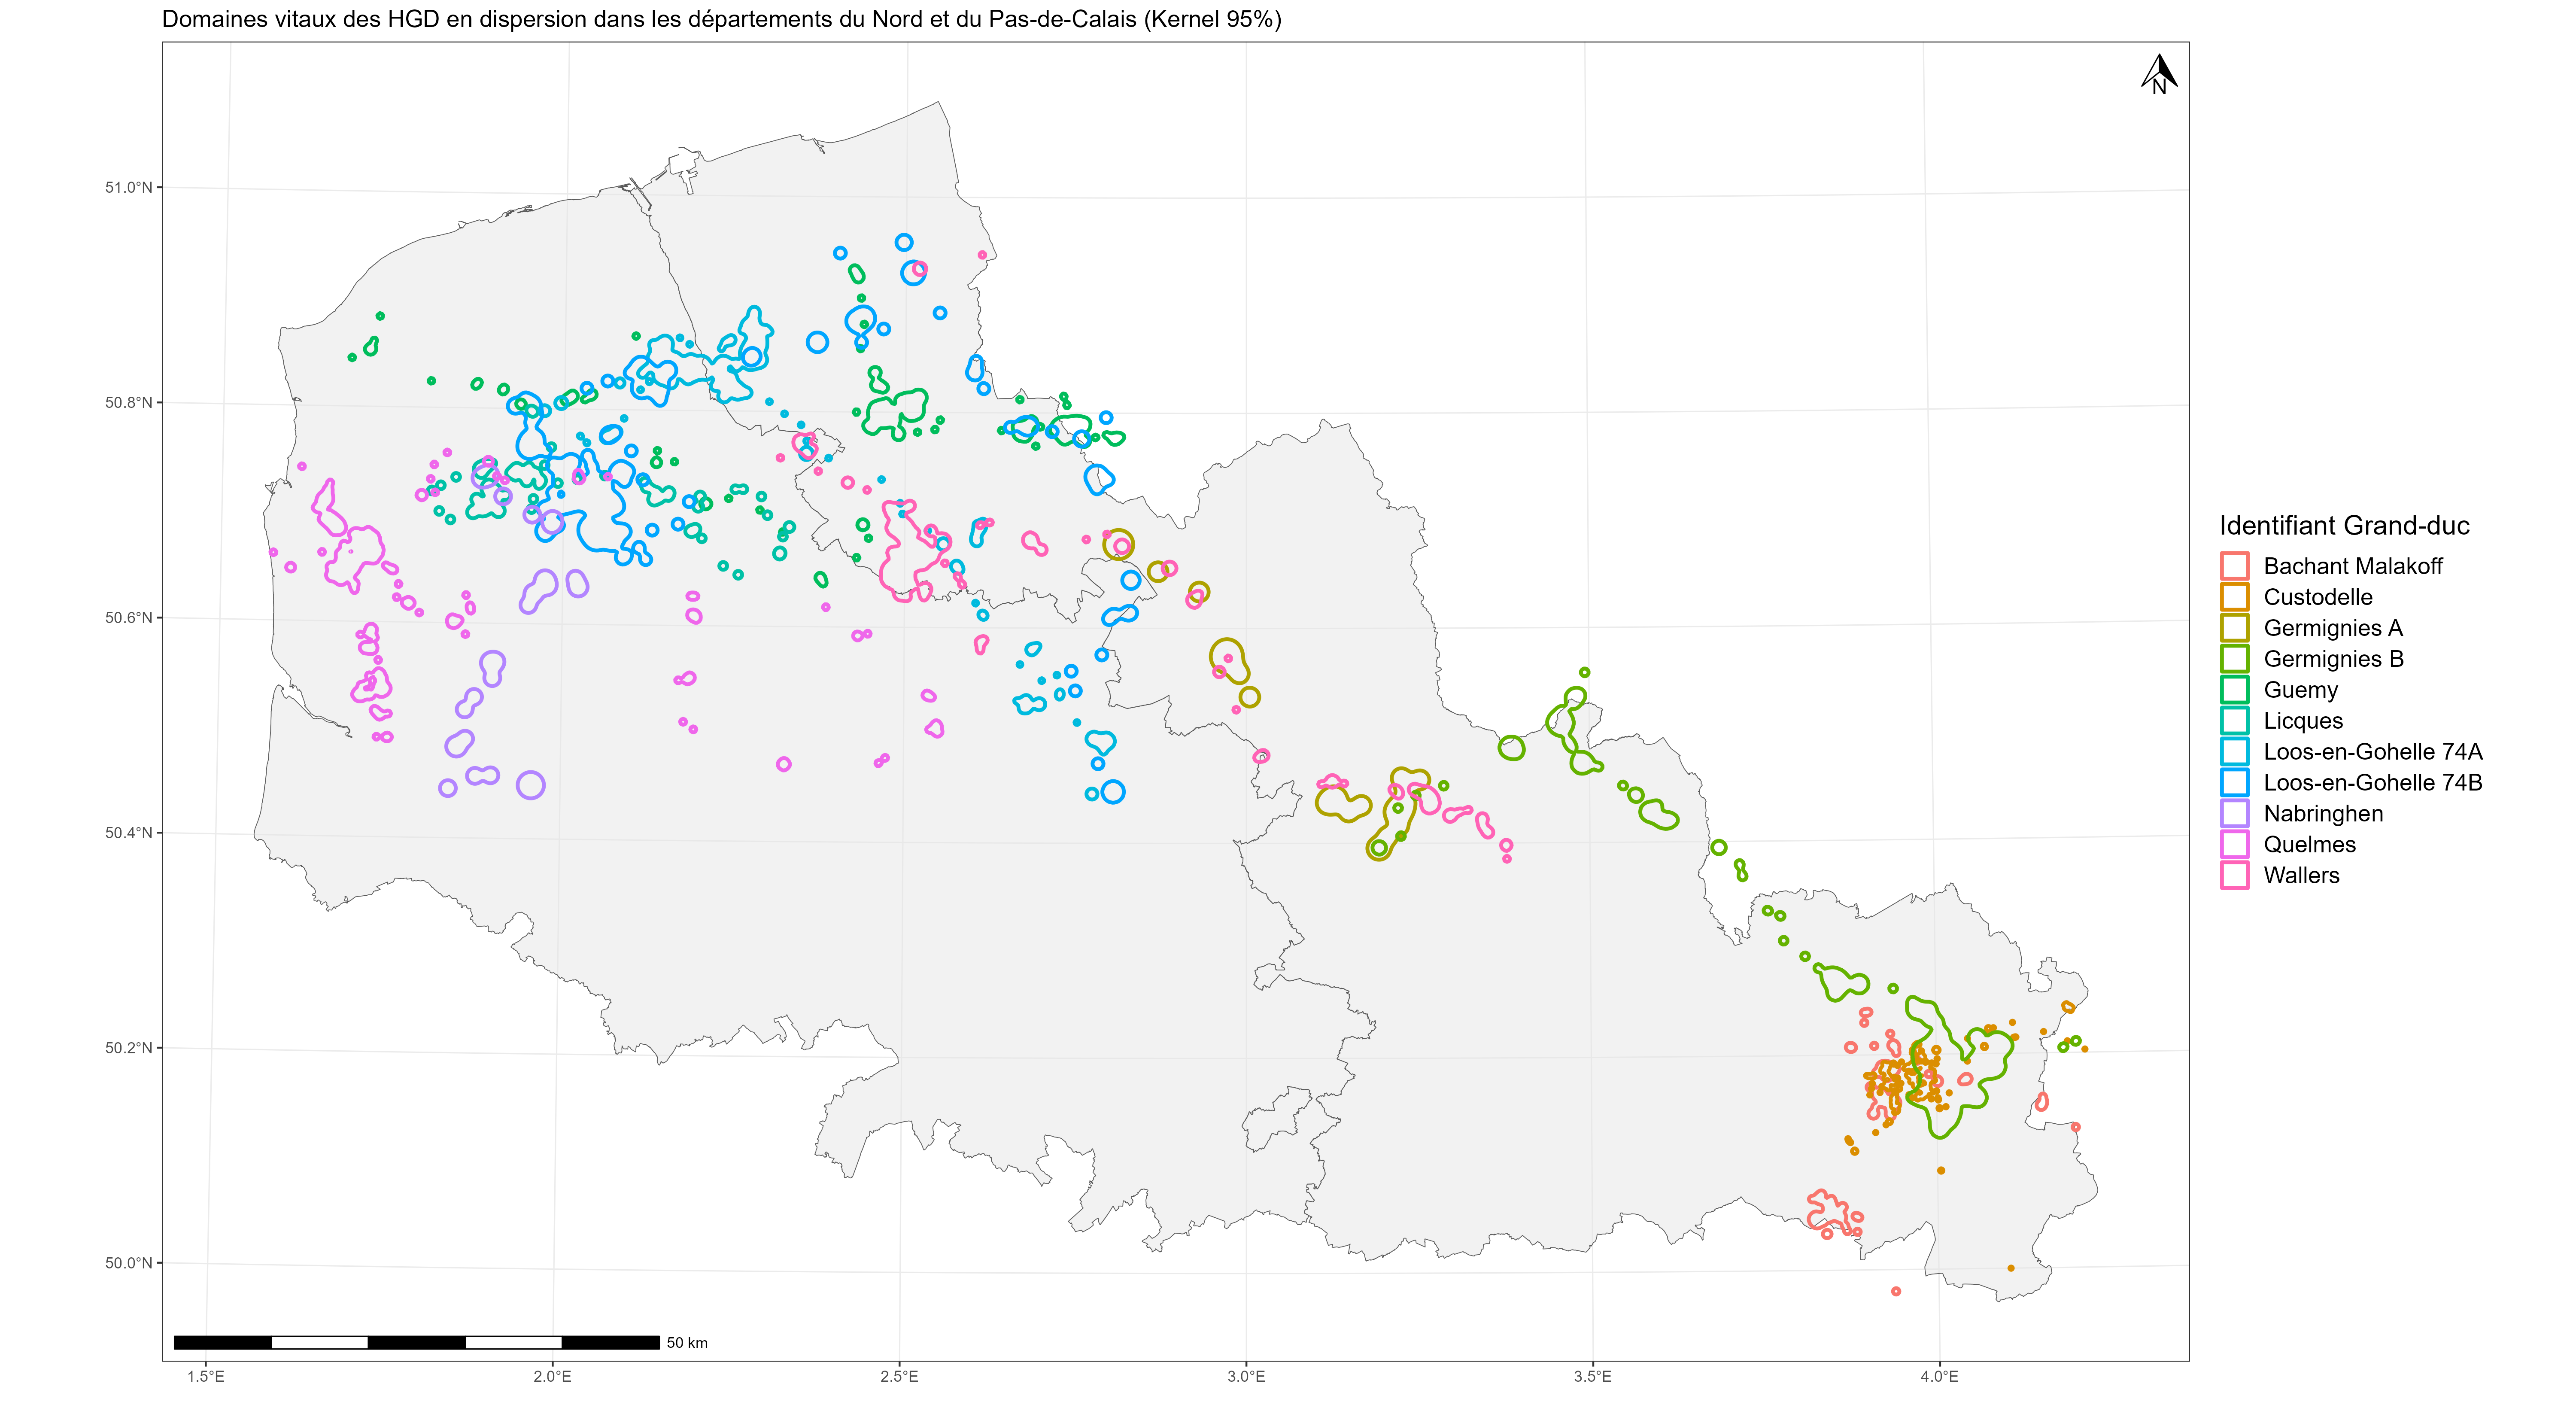 Domaines vitaux des HGD en dispersion dans les départements du Nord et du Pas-de-Calais (Kernel 95%)
N
51.0°N
50.8°N
50.6°N
50.4°N
50.2°N
50.0°N
50 km
1.5°E
2.0°E
2.5°E
3.0°E
3.5°E
4.0°E
Identifiant Grand-duc
Bachant Malakoff
Custodelle
Germignies A
Germignies B
Guemy
Licques
Loos-en-Gohelle 74A
Loos-en-Gohelle 74B
Nabringhen
Quelmes
Wallers